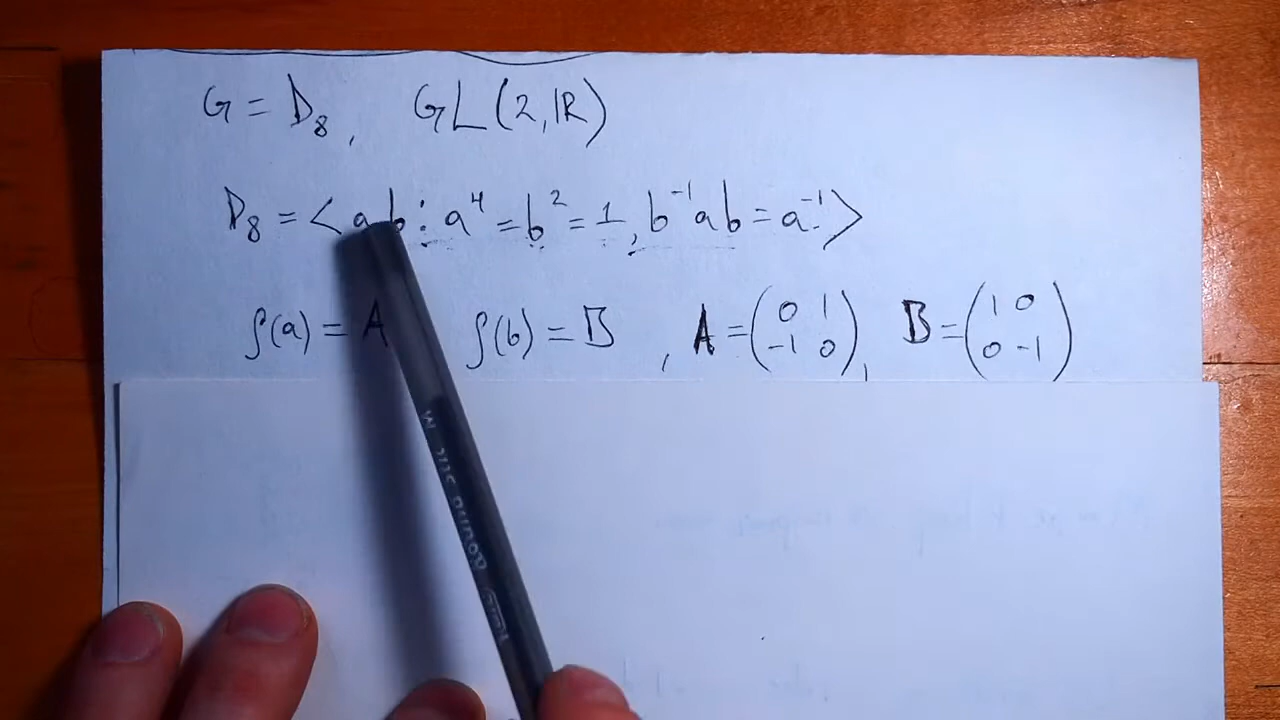 G = D₈, GL(2,ℝ)
D₈ = < a b : a⁴ = b² = 1, b⁻¹ab = a⁻¹ >
ρ(a) = A ρ(b) = B , A = ( 0 1 ; -1 0 ), B = ( 1 0 ; 0 -1 )